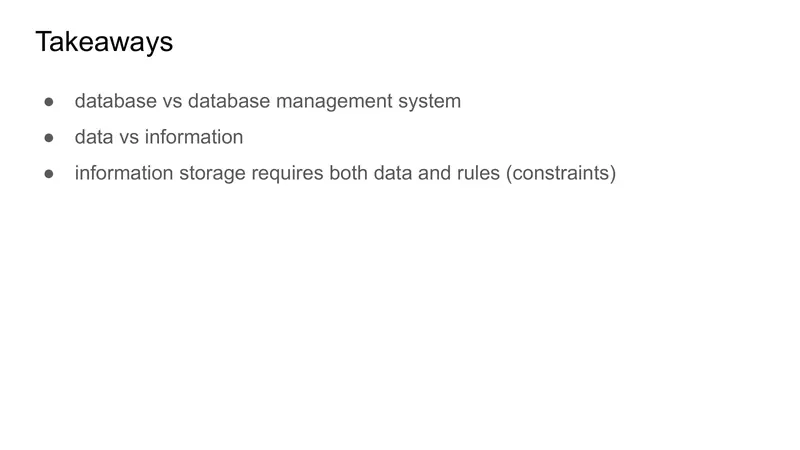 Takeaways
● database vs database management system
● data vs information
● information storage requires both data and rules (constraints)